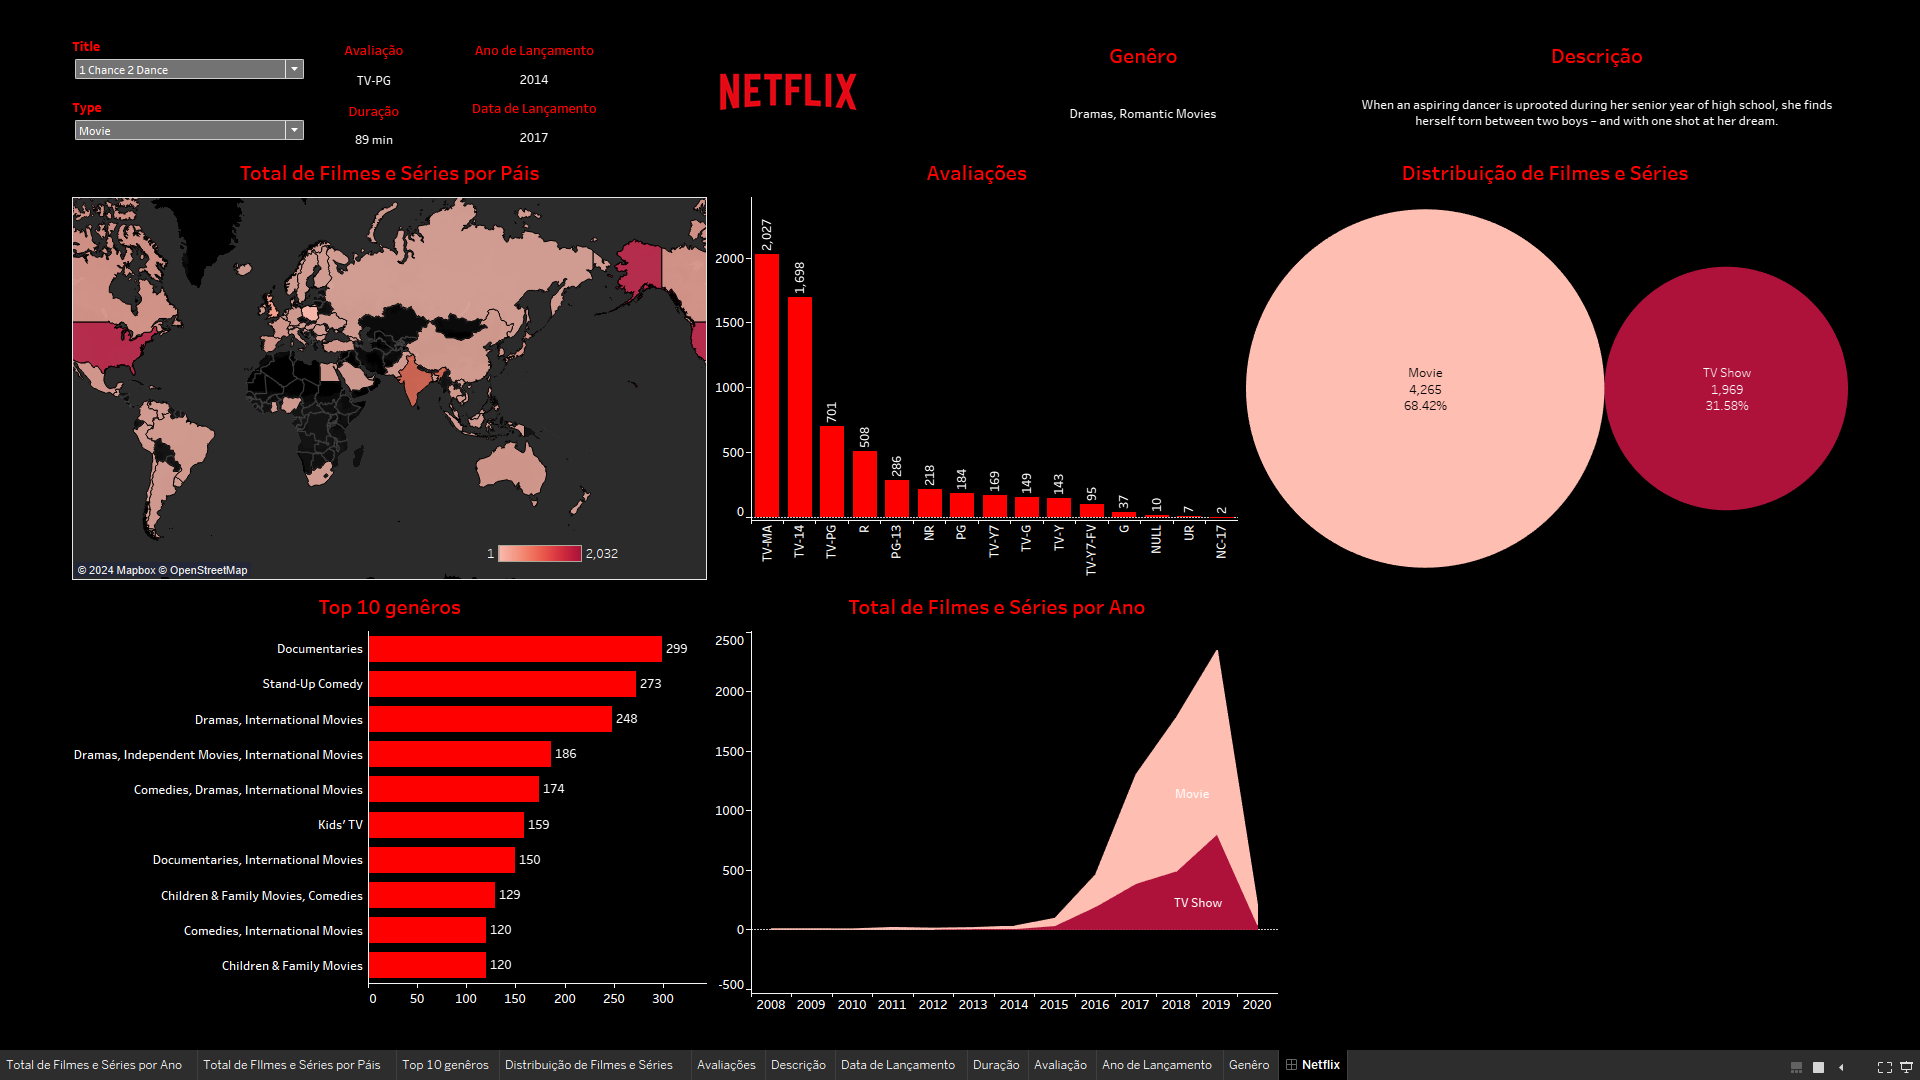 Title
1 Chance 2 Dance
Type
Movie
Avaliação
TV-PG
Duração
89 min
Ano de Lançamento
2014
Data de Lançamento
2017
NETFLIX
Genêro
Dramas, Romantic Movies
Descrição
When an aspiring dancer is uprooted during her senior year of high school, she finds
herself torn between two boys – and with one shot at her dream.
Total de Filmes e Séries por Páis
1
2,032
© 2024 Mapbox © OpenStreetMap
Avaliações
2000
1500
1000
500
0
2,027
1,698
701
508
286
218
184
169
149
143
95
37
10
7
2
TV-MA
TV-14
TV-PG
R
PG-13
NR
PG
TV-Y7
TV-G
TV-Y
TV-Y7-FV
G
NULL
UR
NC-17
Distribuição de Filmes e Séries
Movie
4,265
68.42%
TV Show
1,969
31.58%
Top 10 genêros
Documentaries 299
Stand-Up Comedy 273
Dramas, International Movies 248
Dramas, Independent Movies, International Movies 186
Comedies, Dramas, International Movies 174
Kids’ TV 159
Documentaries, International Movies 150
Children & Family Movies, Comedies 129
Comedies, International Movies 120
Children & Family Movies 120
0 50 100 150 200 250 300
Total de Filmes e Séries por Ano
2500
2000
1500
1000
500
0
-500
Movie
TV Show
2008 2009 2010 2011 2012 2013 2014 2015 2016 2017 2018 2019 2020
Total de Filmes e Séries por Ano
Total de FIlmes e Séries por Páis
Top 10 genêros
Distribuição de Filmes e Séries
Avaliações
Descrição
Data de Lançamento
Duração
Avaliação
Ano de Lançamento
Genêro
Netflix